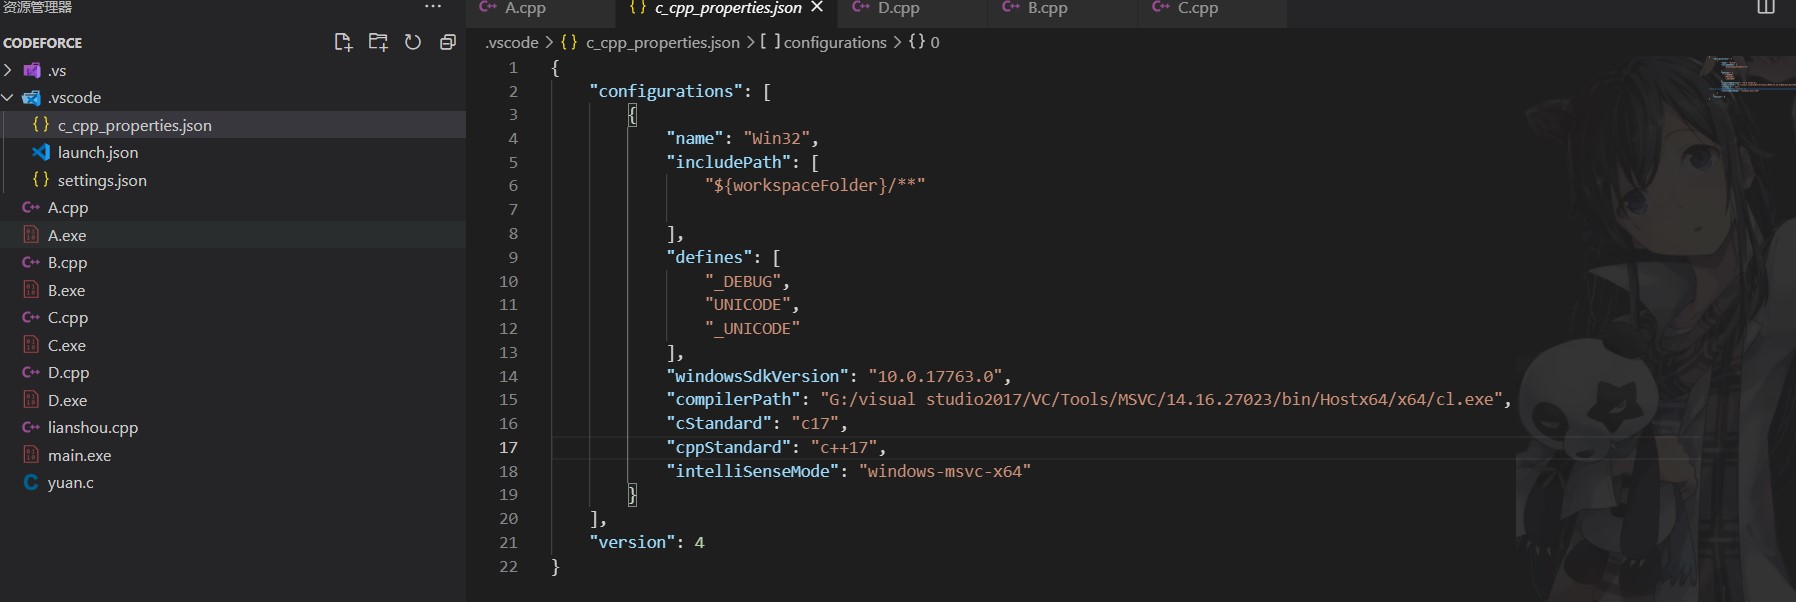 资源管理器 ...
A.cpp {} c_cpp_properties.json × D.cpp B.cpp C.cpp
CODEFORCE
.vscode > {} c_cpp_properties.json > [ ] configurations > {} 0
.vs
.vscode
{} c_cpp_properties.json
launch.json
{} settings.json
A.cpp
A.exe
B.cpp
B.exe
C.cpp
C.exe
D.cpp
D.exe
lianshou.cpp
main.exe
yuan.c
1 {
2 "configurations": [
3 {
4 "name": "Win32",
5 "includePath": [
6 "${workspaceFolder}/**"
7
8 ],
9 "defines": [
10 "_DEBUG",
11 "UNICODE",
12 "_UNICODE"
13 ],
14 "windowsSdkVersion": "10.0.17763.0",
15 "compilerPath": "G:/visual studio2017/VC/Tools/MSVC/14.16.27023/bin/Hostx64/x64/cl.exe",
16 "cStandard": "c17",
17 "cppStandard": "c++17",
18 "intelliSenseMode": "windows-msvc-x64"
19 }
20 ],
21 "version": 4
22 }